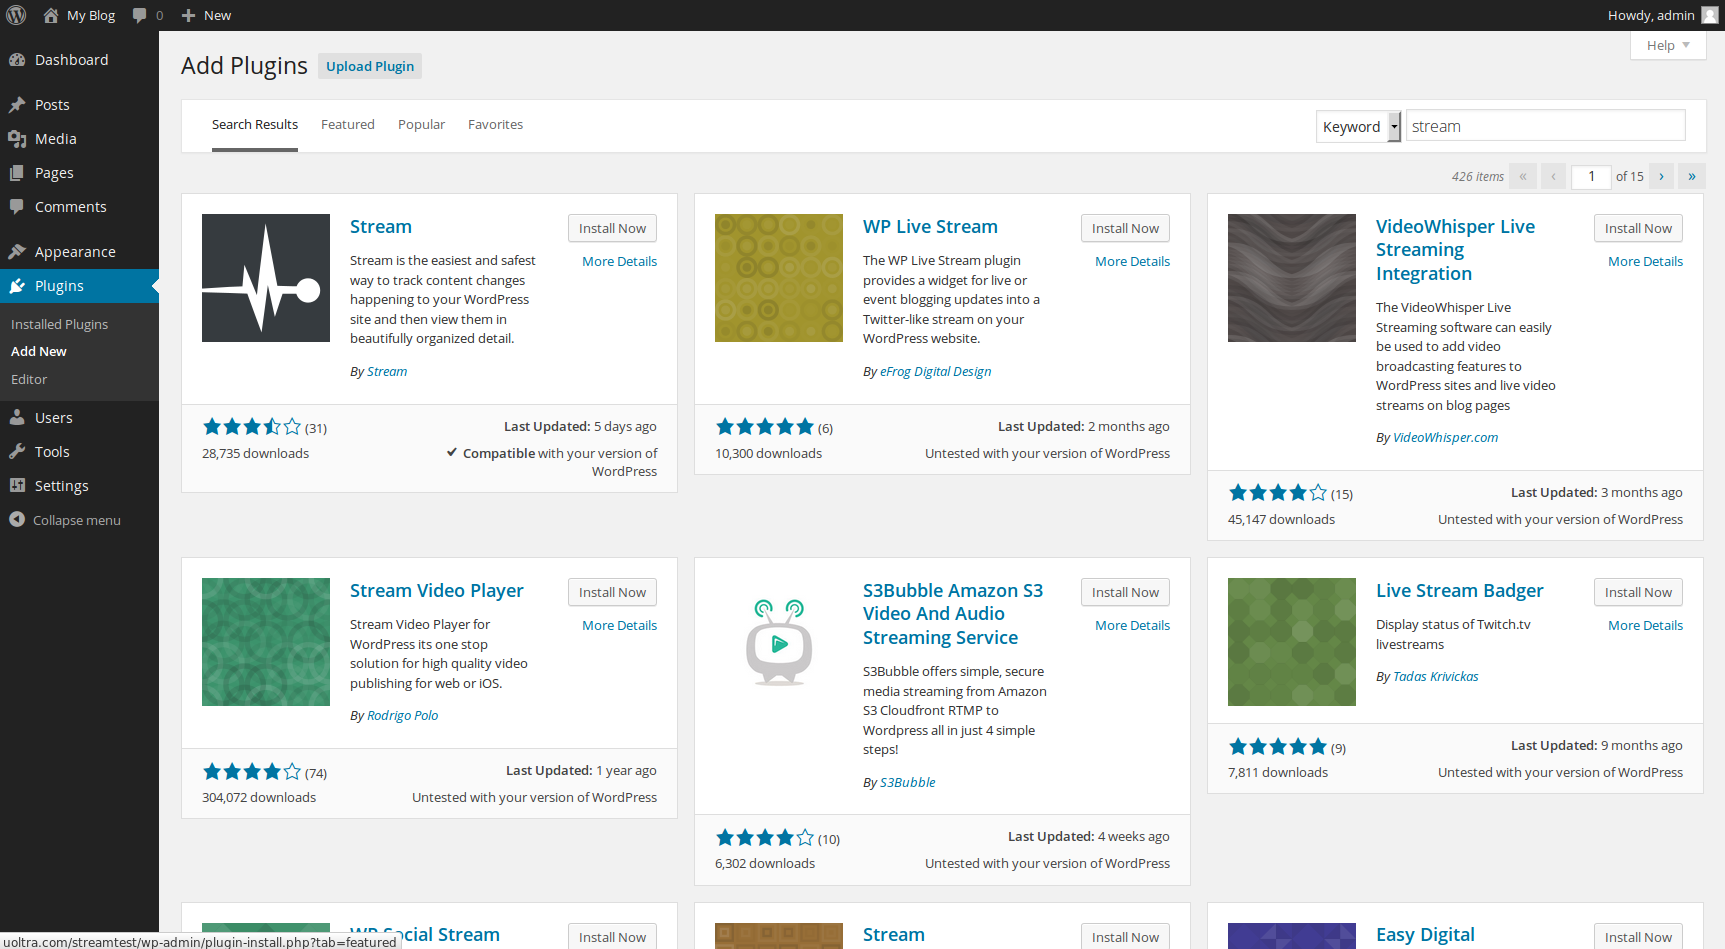 My Blog
0
New
Howdy, admin
Dashboard
Posts
Media
Pages
Comments
Appearance
Plugins
Installed Plugins
Add New
Editor
Users
Tools
Settings
Collapse menu
Help
Add Plugins
Upload Plugin
Search Results
Featured
Popular
Favorites
Keyword
stream
426 items « ‹ 1 of 15 › »
Stream
Install Now
More Details
Stream is the easiest and safest
way to track content changes
happening to your WordPress
site and then view them in
beautifully organized detail.
By Stream
(31)
28,735 downloads
Last Updated: 5 days ago
Compatible with your version of
WordPress
WP Live Stream
Install Now
More Details
The WP Live Stream plugin
provides a widget for live or
event blogging updates into a
Twitter-like stream on your
WordPress website.
By eFrog Digital Design
(6)
10,300 downloads
Last Updated: 2 months ago
Untested with your version of WordPress
VideoWhisper Live
Streaming
Integration
Install Now
More Details
The VideoWhisper Live
Streaming software can easily
be used to add video
broadcasting features to
WordPress sites and live video
streams on blog pages
By VideoWhisper.com
(15)
45,147 downloads
Last Updated: 3 months ago
Untested with your version of WordPress
Stream Video Player
Install Now
More Details
Stream Video Player for
WordPress its one stop
solution for high quality video
publishing for web or iOS.
By Rodrigo Polo
(74)
304,072 downloads
Last Updated: 1 year ago
Untested with your version of WordPress
S3Bubble Amazon S3
Video And Audio
Streaming Service
Install Now
More Details
S3Bubble offers simple, secure
media streaming from Amazon
S3 Cloudfront RTMP to
Wordpress all in just 4 simple
steps!
By S3Bubble
(10)
6,302 downloads
Last Updated: 4 weeks ago
Untested with your version of WordPress
Live Stream Badger
Install Now
More Details
Display status of Twitch.tv
livestreams
By Tadas Krivickas
(9)
7,811 downloads
Last Updated: 9 months ago
Untested with your version of WordPress
WP Social Stream
Install Now
Stream
Install Now
Easy Digital
Install Now
uoltra.com/streamtest/wp-admin/plugin-install.php?tab=featured